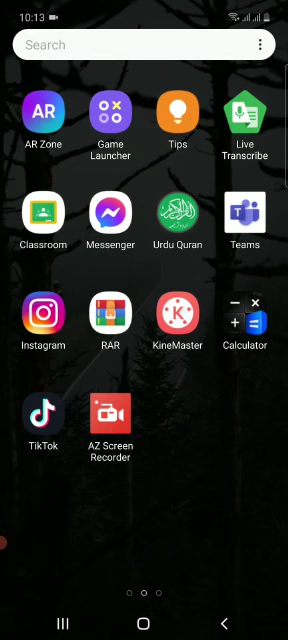 10:13
Search
AR
AR Zone
Game
Launcher
Tips
Live
Transcribe
Classroom
Messenger
Urdu Quran
Teams
Instagram
RAR
KineMaster
Calculator
TikTok
AZ Screen
Recorder